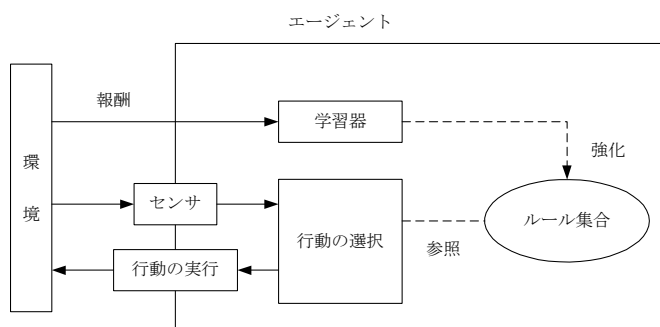 エージェント
報酬
学習器
強化
環境
センサ
行動の選択
ルール集合
参照
行動の実行